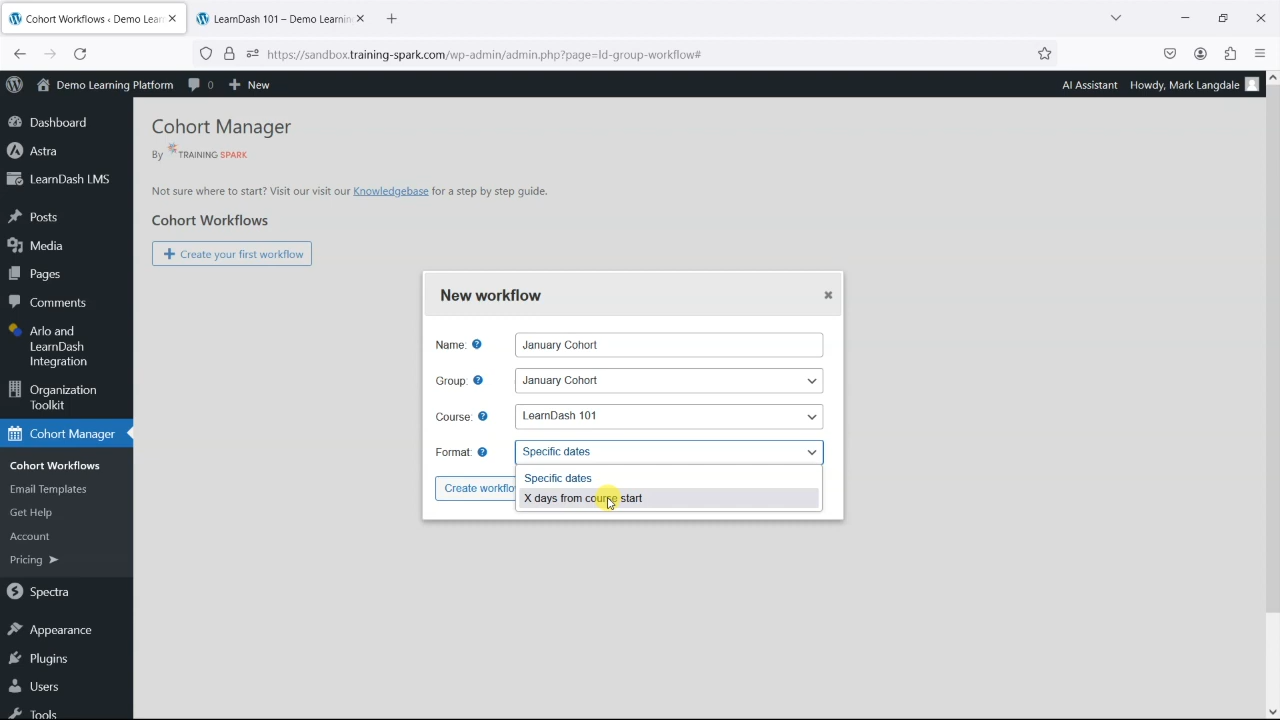 Cohort Workflows ‹ Demo Lear
LearnDash 101 – Demo Learnin
https://sandbox.training-spark.com/wp-admin/admin.php?page=ld-group-workflow#
Demo Learning Platform
0
New
AI Assistant
Howdy, Mark Langdale
Dashboard
Astra
LearnDash LMS
Posts
Media
Pages
Comments
Arlo and
LearnDash
Integration
Organization
Toolkit
Cohort Manager
Cohort Workflows
Email Templates
Get Help
Account
Pricing ➤
Spectra
Appearance
Plugins
Users
Tools
Cohort Manager
By TRAINING SPARK
Not sure where to start? Visit our visit our Knowledgebase for a step by step guide.
Cohort Workflows
Create your first workflow
New workflow
Name: January Cohort
Group: January Cohort
Course: LearnDash 101
Format: Specific dates
Specific dates
Create workflo
X days from course start